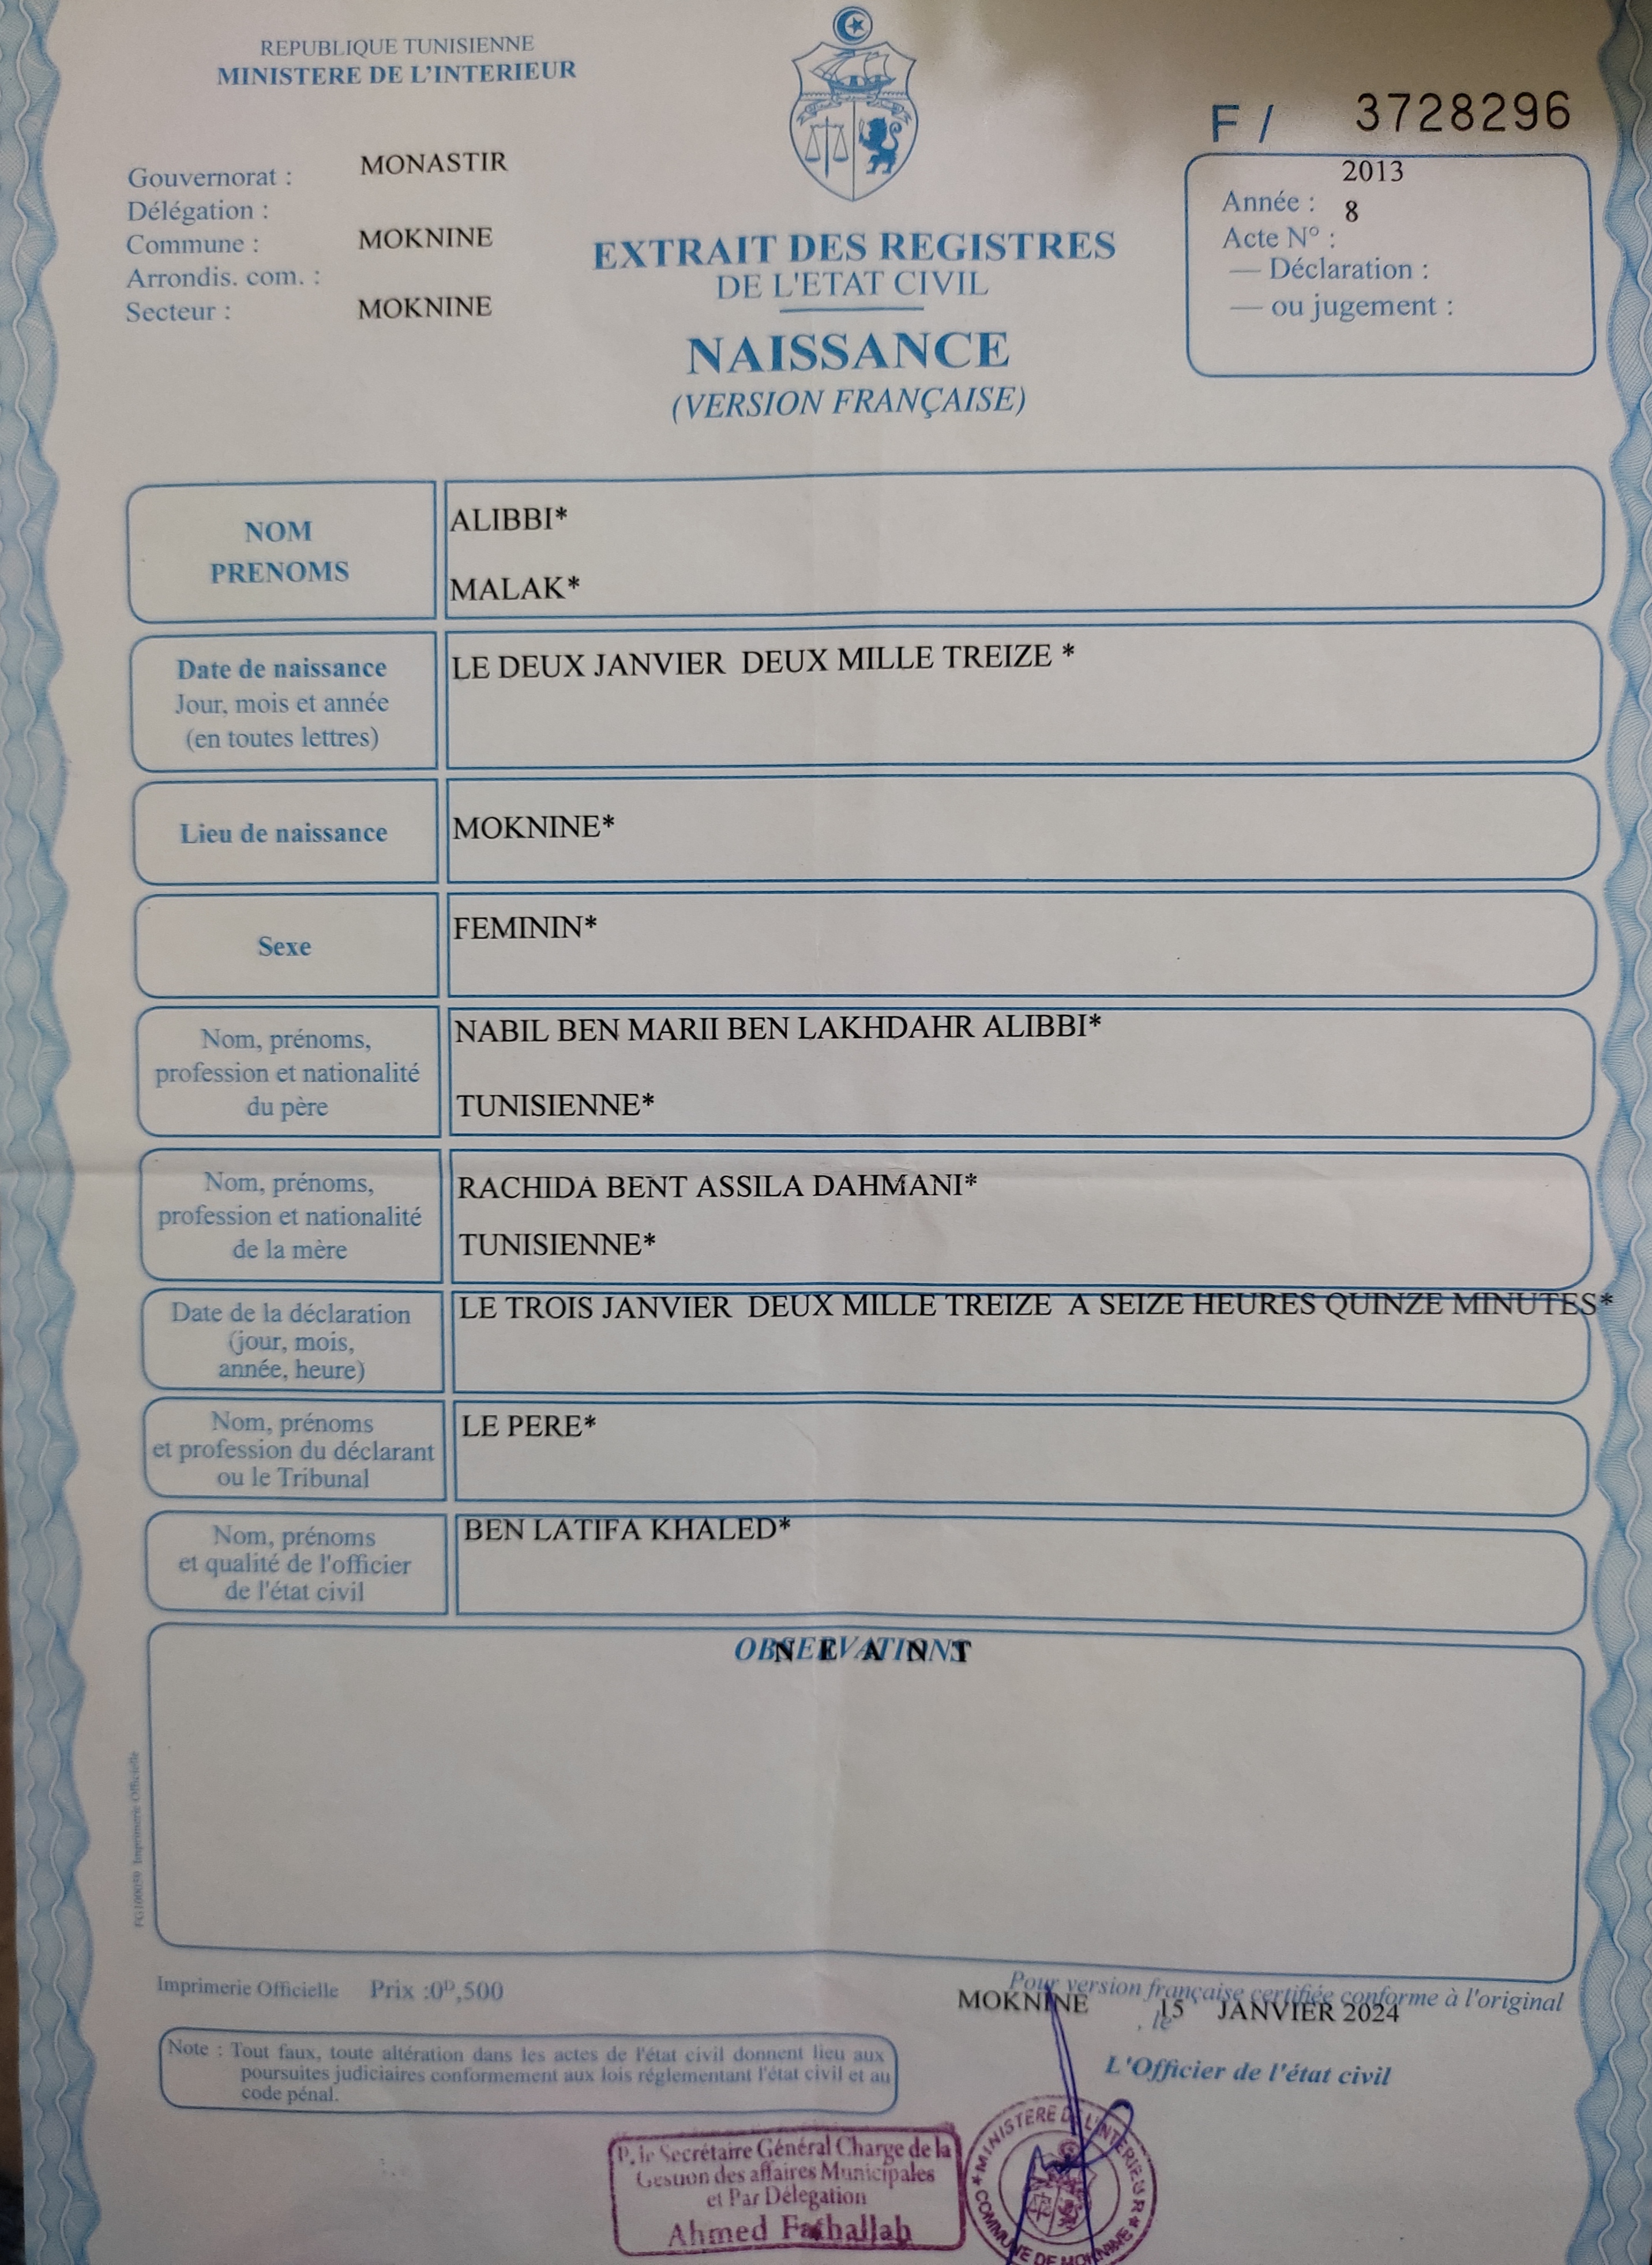 REPUBLIQUE TUNISIENNE
MINISTERE DE L'INTERIEUR
F / 3728296
Gouvernorat : MONASTIR
Délégation :
Commune : MOKNINE
Arrondis. com. :
Secteur : MOKNINE
EXTRAIT DES REGISTRES
DE L'ETAT CIVIL
NAISSANCE
(VERSION FRANÇAISE)
2013
Année :
8
Acte N° :
— Déclaration :
— ou jugement :
NOM
PRENOMS
ALIBBI*
MALAK*
Date de naissance
Jour, mois et année
(en toutes lettres)
LE DEUX JANVIER DEUX MILLE TREIZE *
Lieu de naissance
MOKNINE*
Sexe
FEMININ*
Nom, prénoms,
profession et nationalité
du père
NABIL BEN MARII BEN LAKHDAHR ALIBBI*
TUNISIENNE*
Nom, prénoms,
profession et nationalité
de la mère
RACHIDA BENT ASSILA DAHMANI*
TUNISIENNE*
Date de la déclaration
(jour, mois,
année, heure)
LE TROIS JANVIER DEUX MILLE TREIZE A SEIZE HEURES QUINZE MINUTES*
Nom, prénoms
et profession du déclarant
ou le Tribunal
LE PERE*
Nom, prénoms
et qualité de l'officier
de l'état civil
BEN LATIFA KHALED*
OBSERVATIONS
N E A N T
FG100059 Imprimerie Officielle
Imprimerie Officielle Prix :0ᴰ,500
Pour version française certifiée conforme à l'original
MOKNINE , le 15 JANVIER 2024
L'Officier de l'état civil
Note : Tout faux, toute altération dans les actes de l'état civil donnent lieu aux
poursuites judiciaires conformement aux lois réglementant l'état civil et au
code pénal.
P. le Secrétaire Général Charge de la
Gestion des affaires Municipales
et Par Délegation
Ahmed Fathallah
MINISTERE DE L'INTERIEUR
COMMUNE DE MOKNINE